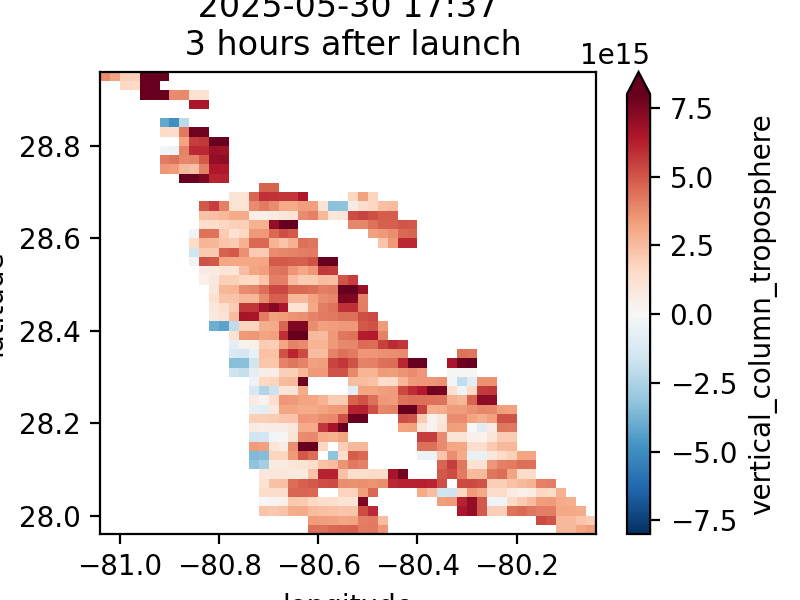 2025-05-30 17:37
3 hours after launch
1e15
28.8
28.6
28.4
28.2
28.0
−81.0 −80.8 −80.6 −80.4 −80.2
longitude
7.5
5.0
2.5
0.0
−2.5
−5.0
−7.5
vertical_column_troposphere